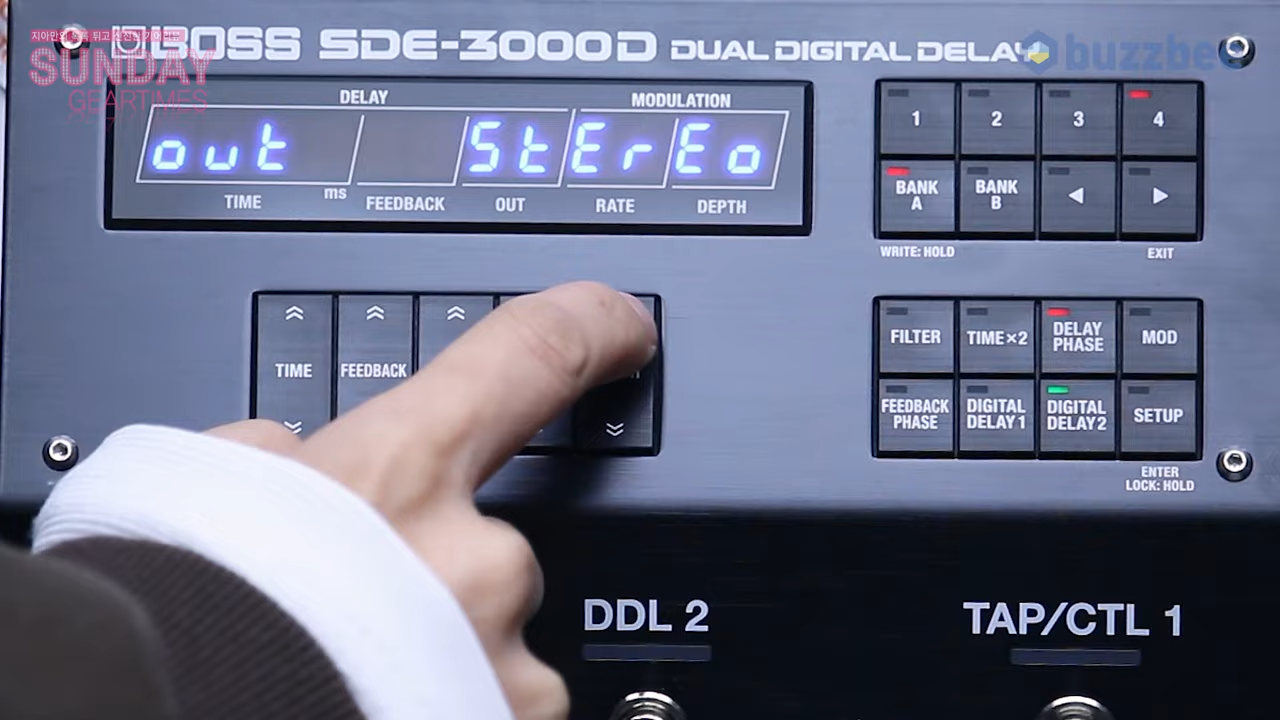 BOSS SDE-3000D DUAL DIGITAL DELAY
SUNDAY
GEARTIMES
DELAY
MODULATION
out StErEo
TIME
ms
FEEDBACK
OUT
RATE
DEPTH
1
2
3
4
BANK
A
BANK
B
WRITE: HOLD
EXIT
TIME
FEEDBACK
FILTER
TIME×2
DELAY
PHASE
MOD
FEEDBACK
PHASE
DIGITAL
DELAY1
DIGITAL
DELAY2
SETUP
ENTER
LOCK: HOLD
DDL 2
TAP/CTL 1